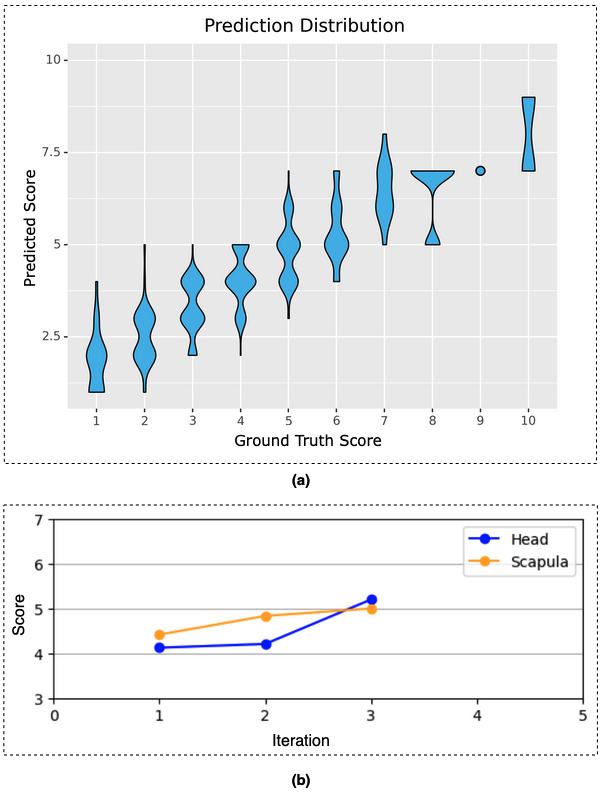 Prediction Distribution
10
7.5
5
2.5
Predicted Score
1 2 3 4 5 6 7 8 9 10
Ground Truth Score
(a)
7
6
5
4
3
Score
Head
Scapula
0 1 2 3 4 5
Iteration
(b)